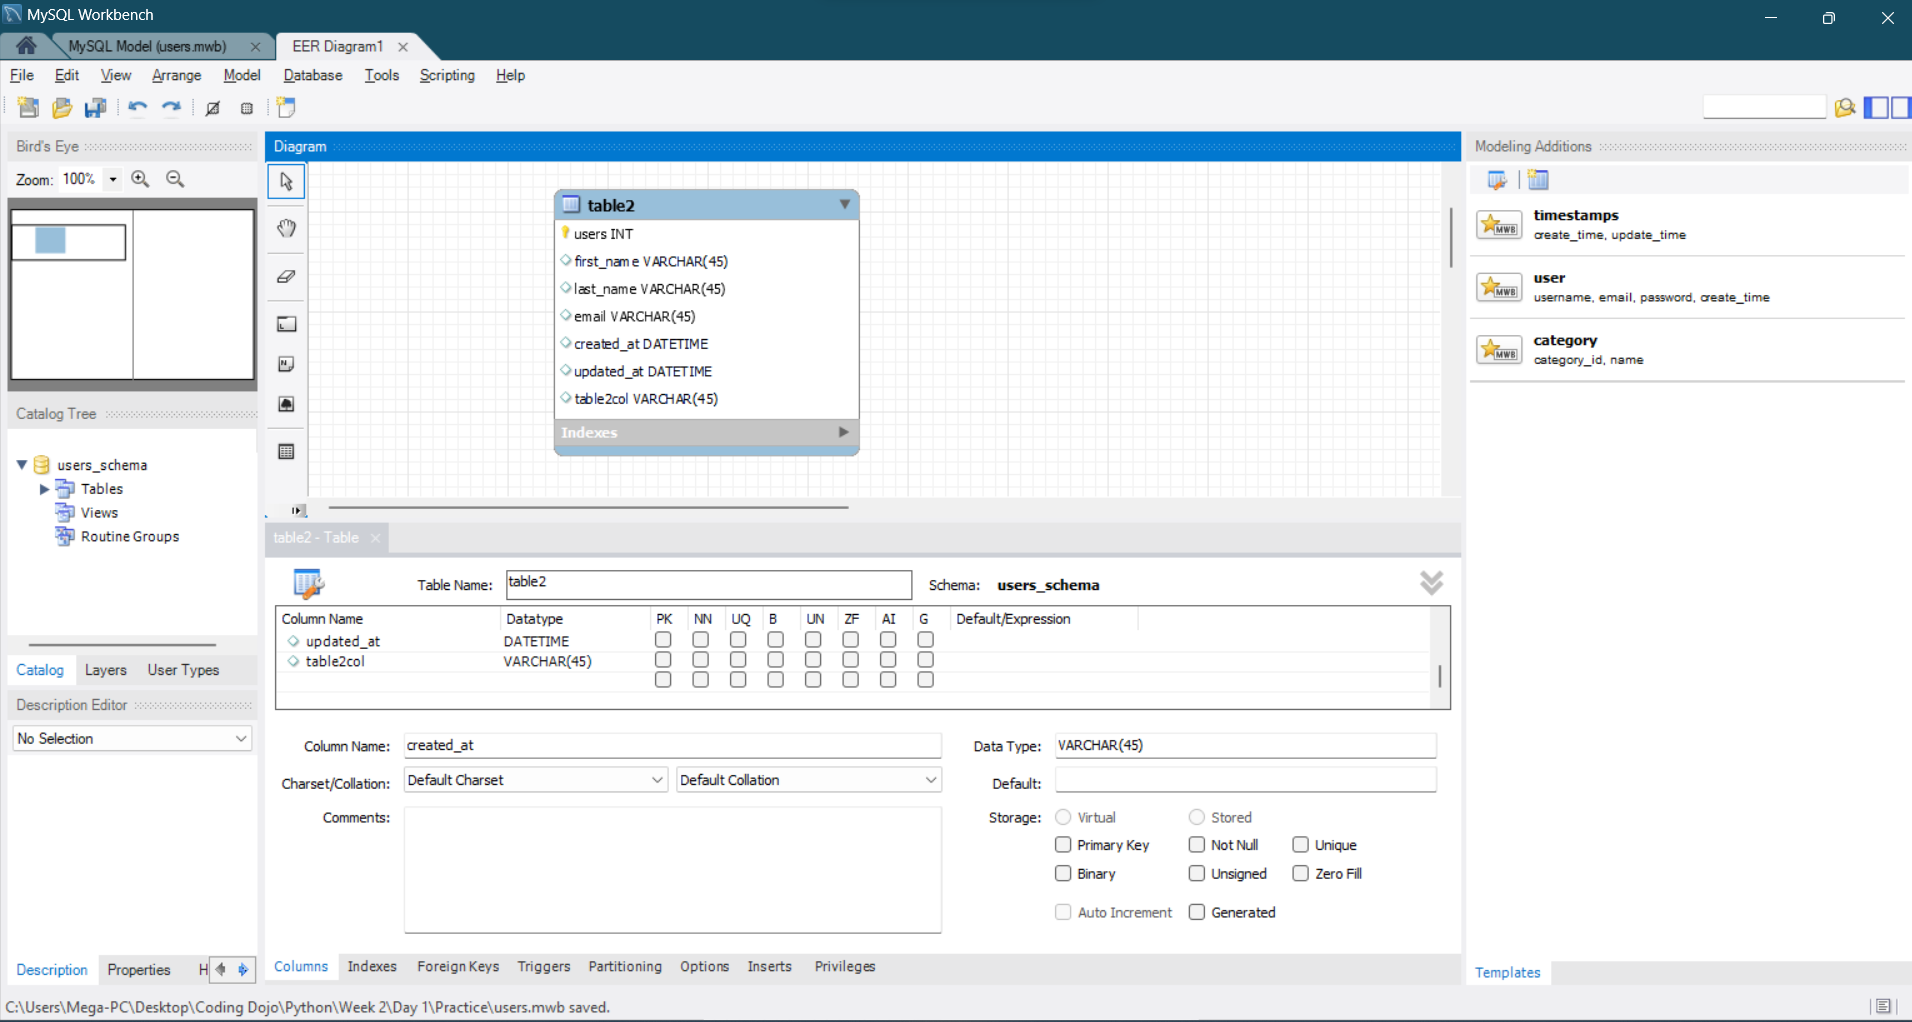 MySQL Workbench
MySQL Model (users.mwb)
EER Diagram1
File Edit View Arrange Model Database Tools Scripting Help
Bird's Eye
Zoom: 100%
Catalog Tree
users_schema
Tables
Views
Routine Groups
Catalog Layers User Types
Description Editor
No Selection
Description Properties H
Diagram
table2
users INT
first_name VARCHAR(45)
last_name VARCHAR(45)
email VARCHAR(45)
created_at DATETIME
updated_at DATETIME
table2col VARCHAR(45)
Indexes
table2 - Table
Table Name: table2 Schema: users_schema
Column Name Datatype PK NN UQ B UN ZF AI G Default/Expression
updated_at DATETIME
table2col VARCHAR(45)
Column Name: created_at Data Type: VARCHAR(45)
Charset/Collation: Default Charset Default Collation Default:
Comments: Storage: Virtual Stored
Primary Key Not Null Unique
Binary Unsigned Zero Fill
Auto Increment Generated
Columns Indexes Foreign Keys Triggers Partitioning Options Inserts Privileges
Modeling Additions
MWB timestamps
create_time, update_time
MWB user
username, email, password, create_time
MWB category
category_id, name
Templates
C:\Users\Mega-PC\Desktop\Coding Dojo\Python\Week 2\Day 1\Practice\users.mwb saved.